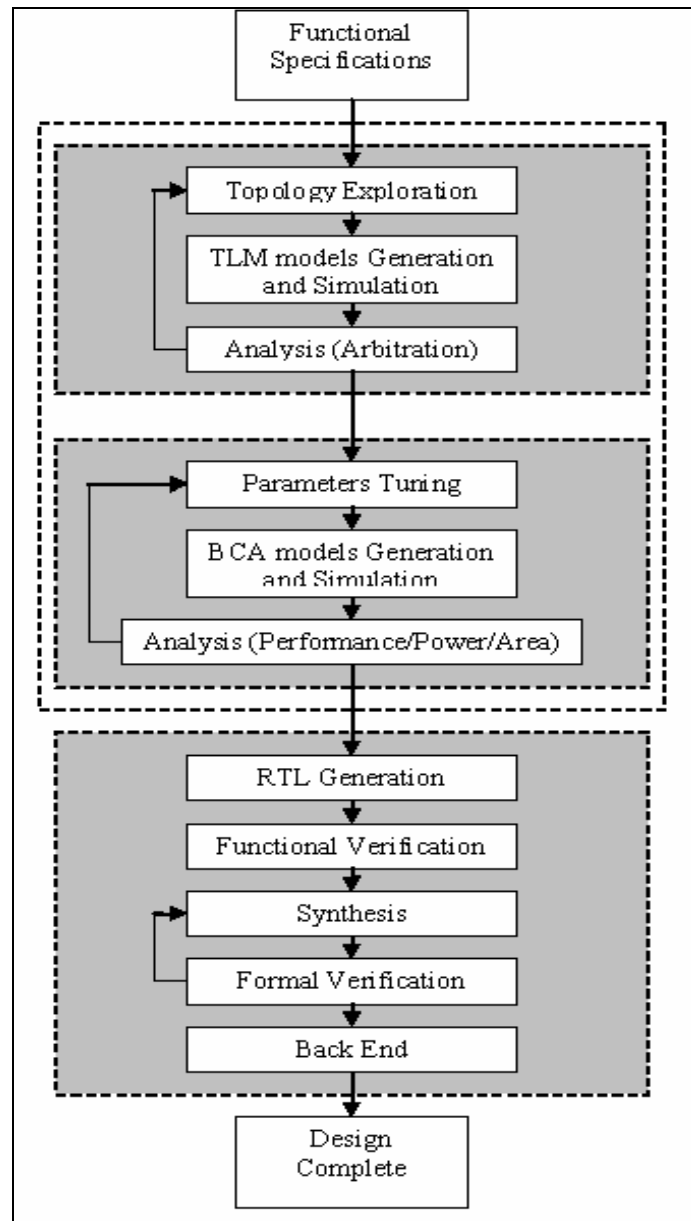 Functional
Specifications
Topology Exploration
TLM models Generation
and Simulation
Analysis (Arbitration)
Parameters Tuning
BCA models Generation
and Simulation
Analysis (Performance/Power/Area)
RTL Generation
Functional Verification
Synthesis
Formal Verification
Back End
Design
Complete